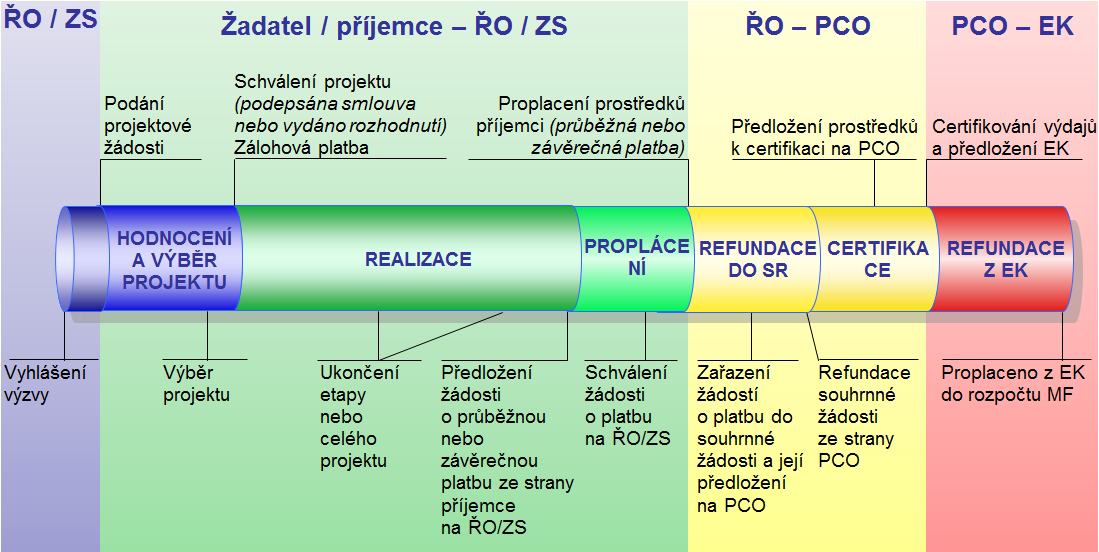 ŘO / ZS
Žadatel / příjemce – ŘO / ZS
ŘO – PCO
PCO – EK
Podání
projektové
žádosti
Schválení projektu
(podepsána smlouva
nebo vydáno rozhodnutí)
Zálohová platba
Proplacení prostředků
příjemci (průběžná nebo
závěrečná platba)
Předložení prostředků
k certifikaci na PCO
Certifikování výdajů
a předložení EK
HODNOCENÍ
A VÝBĚR
PROJEKTU
REALIZACE
PROPLÁCE
NÍ
REFUNDACE
DO SR
CERTIFIKA
CE
REFUNDACE
Z EK
Vyhlášení
výzvy
Výběr
projektu
Ukončení
etapy
nebo
celého
projektu
Předložení
žádosti
o průběžnou
nebo
závěrečnou
platbu ze strany
příjemce
na ŘO/ZS
Schválení
žádosti
o platbu
na ŘO/ZS
Zařazení
žádostí
o platbu do
souhrnné
žádosti a její
předložení
na PCO
Refundace
souhrnné
žádosti
ze strany
PCO
Proplaceno z EK
do rozpočtu MF